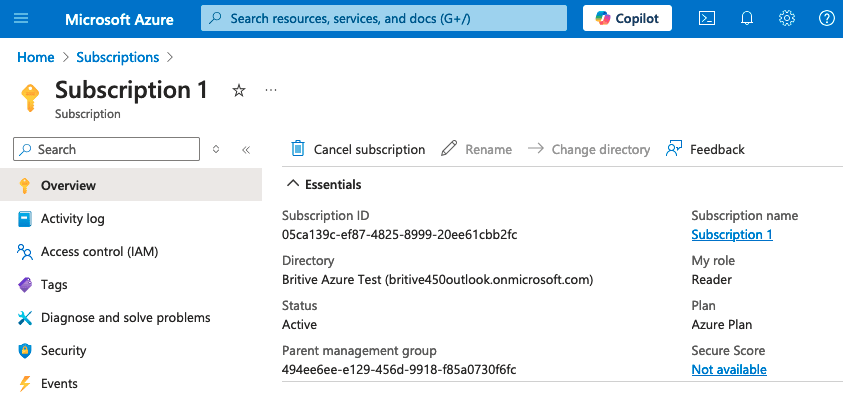 Microsoft Azure
Search resources, services, and docs (G+/)
Copilot
Home > Subscriptions >
Subscription 1
Subscription
Search
Cancel subscription
Rename
Change directory
Feedback
Overview
Activity log
Access control (IAM)
Tags
Diagnose and solve problems
Security
Events
Essentials
Subscription ID
05ca139c-ef87-4825-8999-20ee61cbb2fc
Directory
Britive Azure Test (britive450outlook.onmicrosoft.com)
Status
Active
Parent management group
494ee6ee-e129-456d-9918-f85a0730f6fc
Subscription name
Subscription 1
My role
Reader
Plan
Azure Plan
Secure Score
Not available